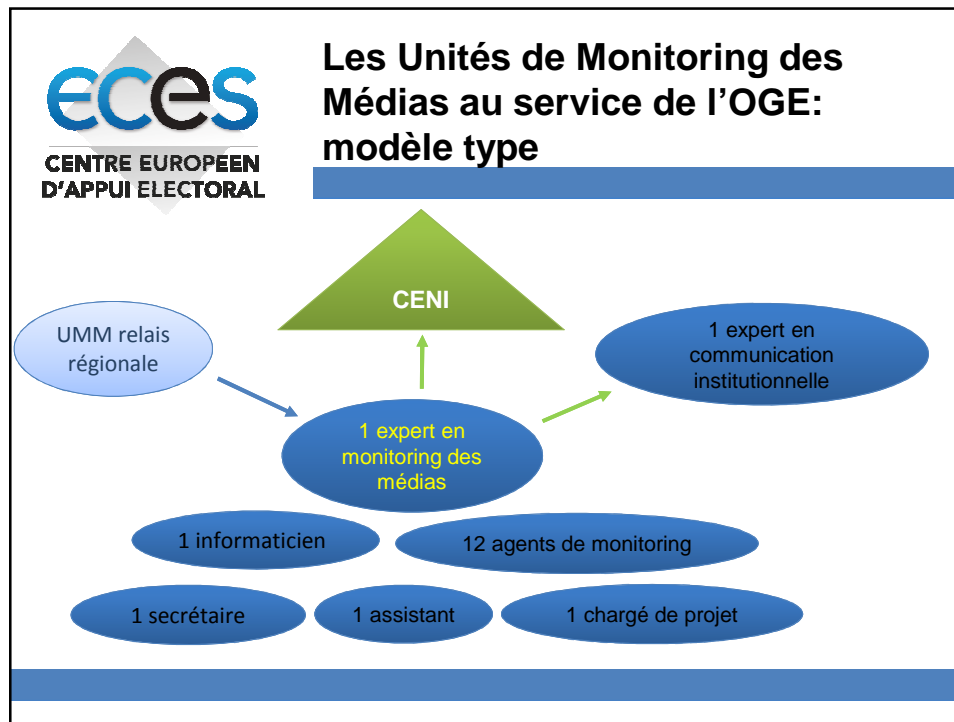 eces
CENTRE EUROPEEN
D'APPUI ELECTORAL
Les Unités de Monitoring des
Médias au service de l'OGE:
modèle type
CENI
UMM relais
régionale
1 expert en
communication
institutionnelle
1 expert en
monitoring des
médias
1 informaticien
12 agents de monitoring
1 secrétaire
1 assistant
1 chargé de projet